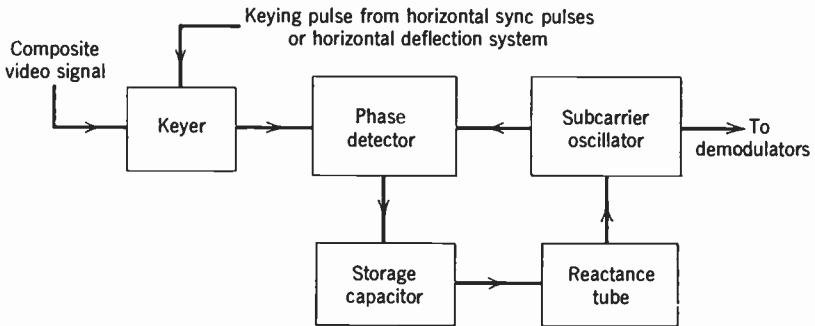 Keying pulse from horizontal sync pulses
or horizontal deflection system
Composite
video signal
Keyer
Phase
detector
Subcarrier
oscillator
To
demodulators
Storage
capacitor
Reactance
tube